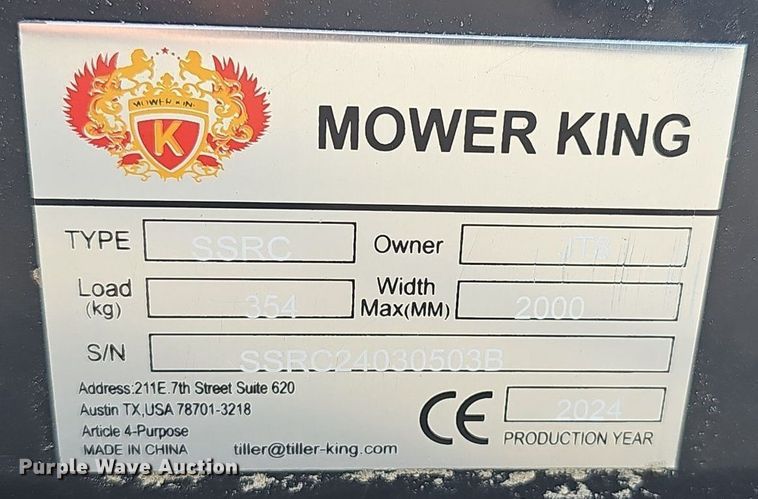 MOWER KING
K
MOWER KING
TYPE SSRC Owner JTS
Load (kg) 354 Width Max(MM) 2000
S/N SSRC24030503B
Address:211E.7th Street Suite 620
Austin TX,USA 78701-3218
Article 4-Purpose
MADE IN CHINA tiller@tiller-king.com
CE 2024
PRODUCTION YEAR
Purple Wave Auction